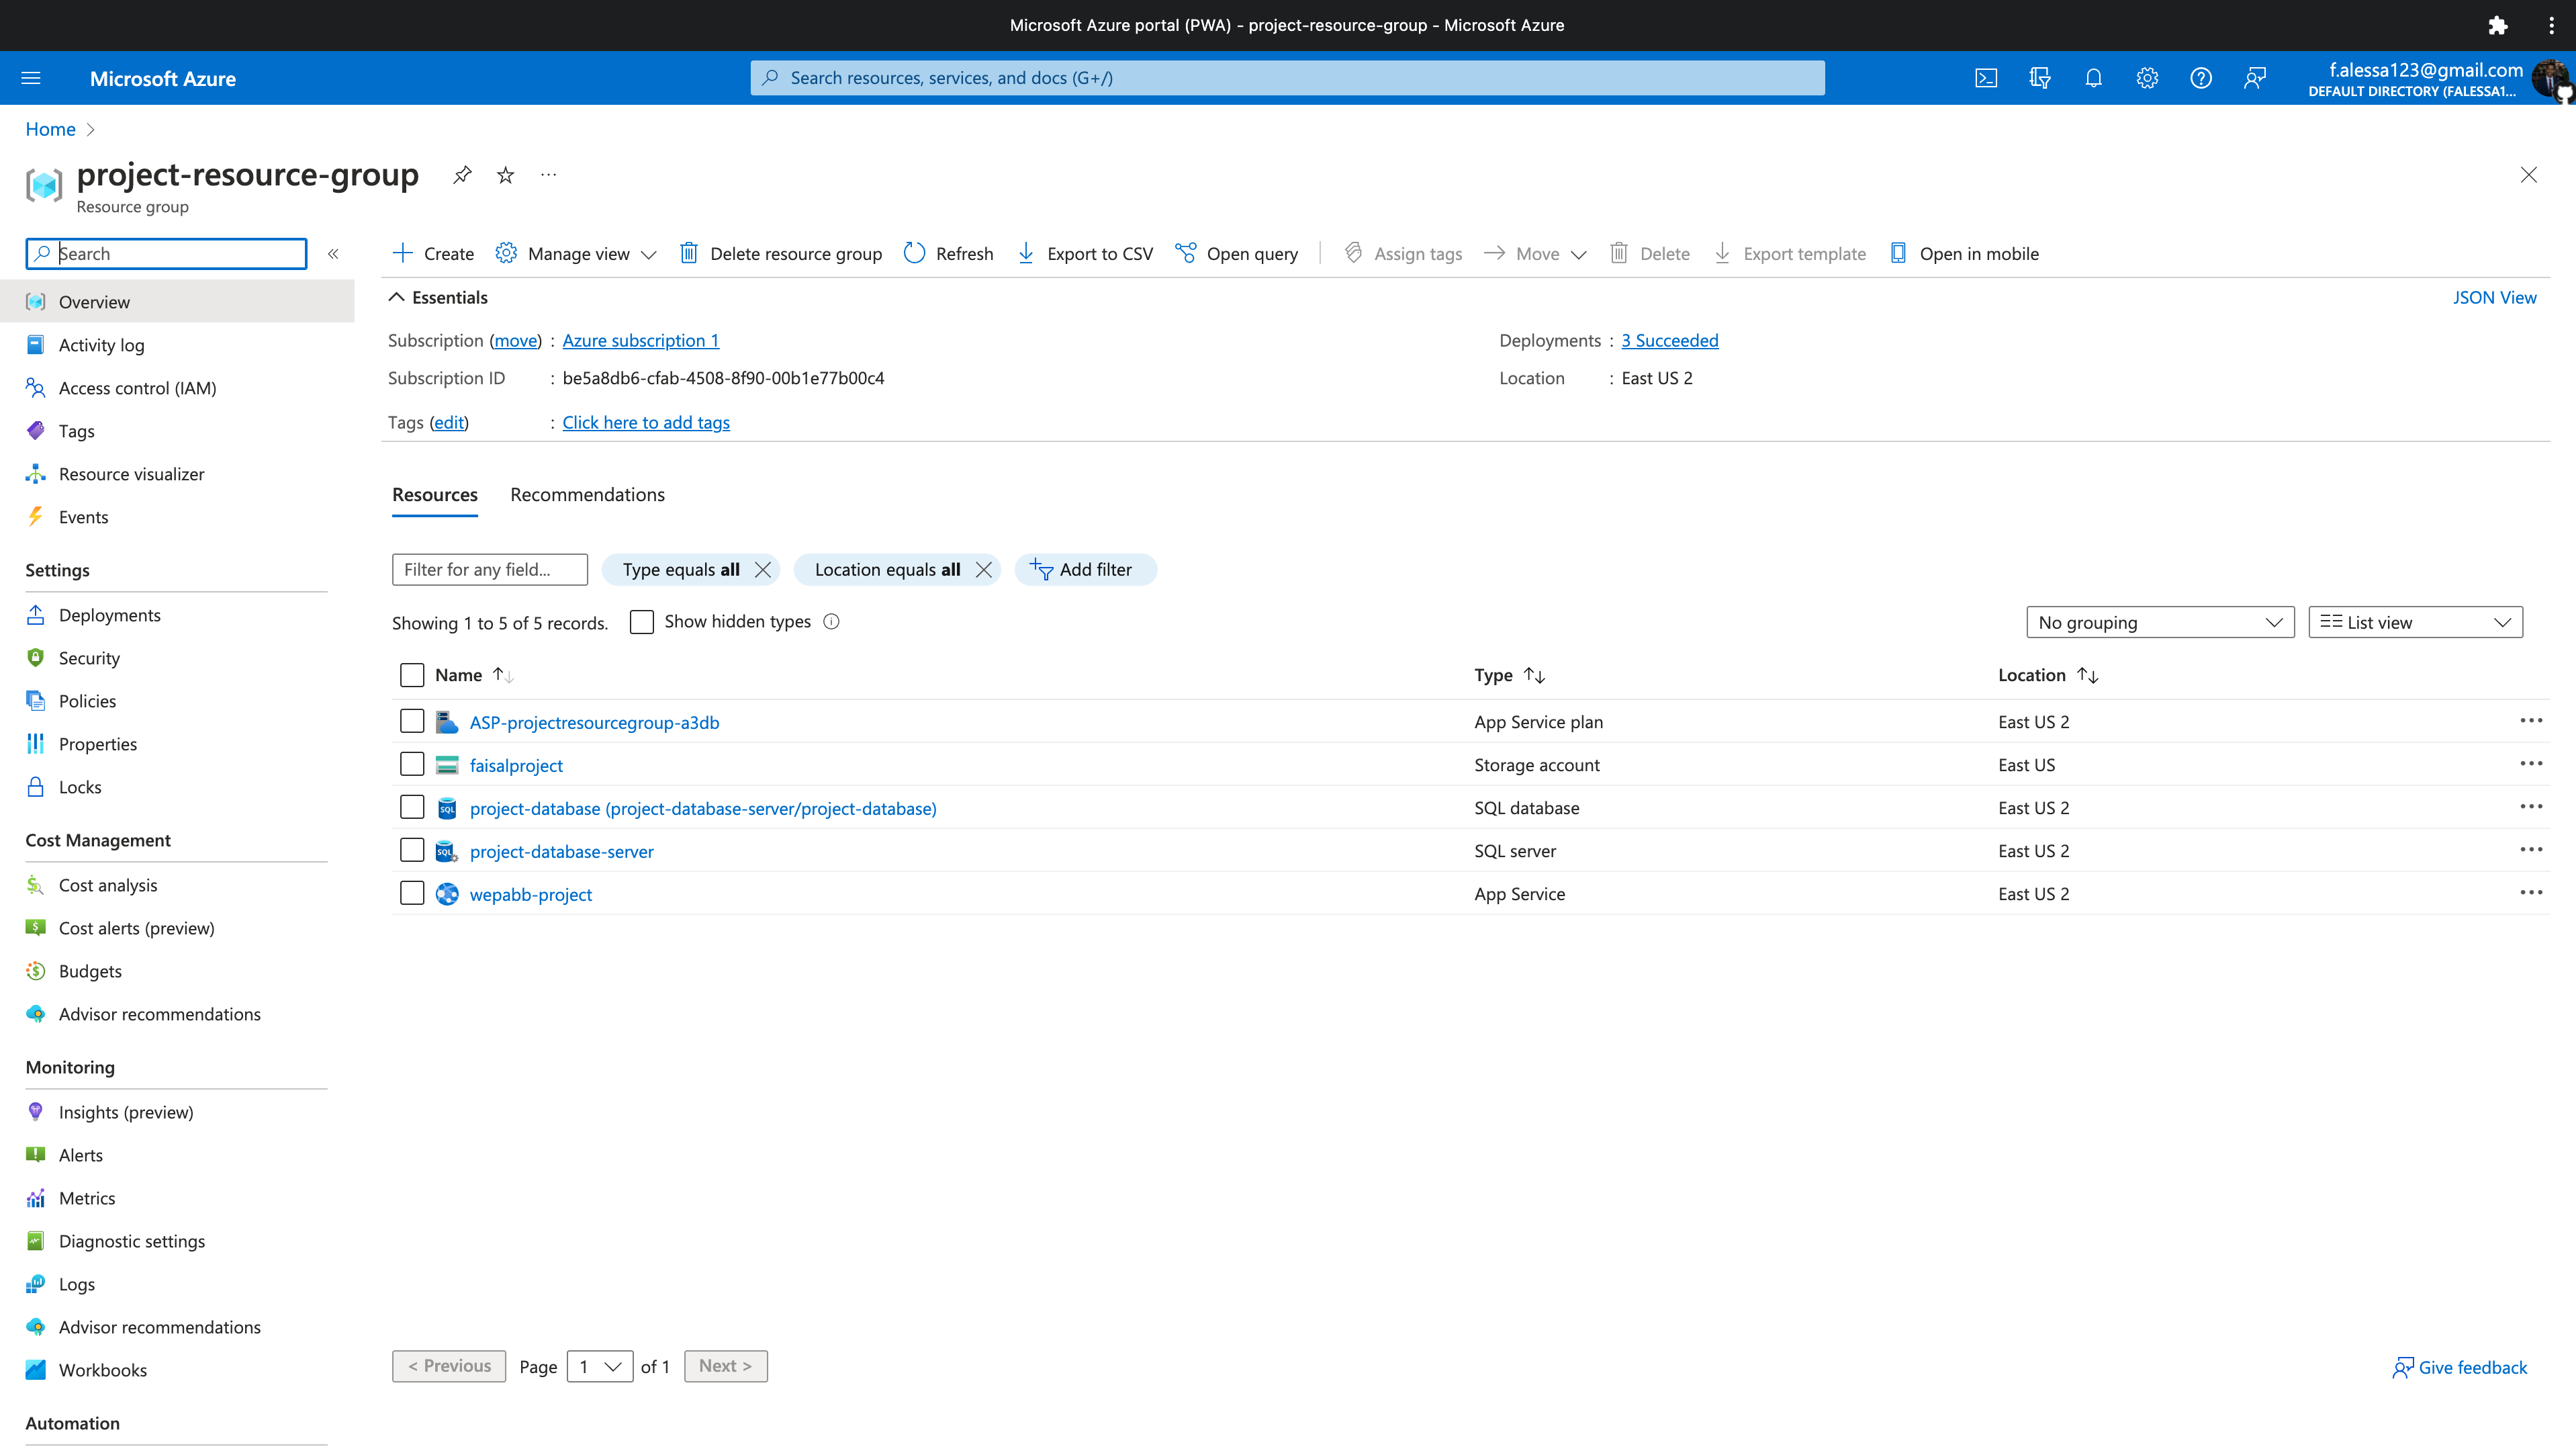 Microsoft Azure portal (PWA) - project-resource-group - Microsoft Azure
Microsoft Azure
Search resources, services, and docs (G+/)
f.alessa123@gmail.com
DEFAULT DIRECTORY (FALESSA1...
Home
project-resource-group
Resource group
Search
Create
Manage view
Delete resource group
Refresh
Export to CSV
Open query
Assign tags
Move
Delete
Export template
Open in mobile
Overview
Activity log
Access control (IAM)
Tags
Resource visualizer
Events
Settings
Deployments
Security
Policies
Properties
Locks
Cost Management
Cost analysis
Cost alerts (preview)
Budgets
Advisor recommendations
Monitoring
Insights (preview)
Alerts
Metrics
Diagnostic settings
Logs
Advisor recommendations
Workbooks
Automation
Essentials
JSON View
Subscription (move) : Azure subscription 1
Deployments : 3 Succeeded
Subscription ID : be5a8db6-cfab-4508-8f90-00b1e77b00c4
Location : East US 2
Tags (edit) : Click here to add tags
Resources
Recommendations
Filter for any field...
Type equals all
Location equals all
Add filter
Showing 1 to 5 of 5 records.
Show hidden types
No grouping
List view
Name Type Location
ASP-projectresourcegroup-a3db App Service plan East US 2
faisalproject Storage account East US
project-database (project-database-server/project-database) SQL database East US 2
project-database-server SQL server East US 2
wepabb-project App Service East US 2
< Previous
Page 1 of 1
Next >
Give feedback